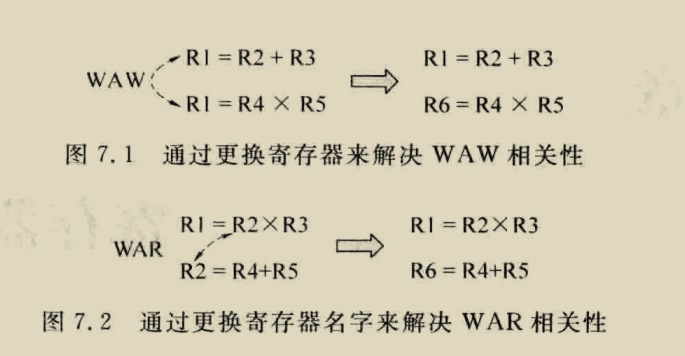 R1 = R2 + R3 R1 = R2 + R3
WAW
R1 = R4 × R5 R6 = R4 × R5
图 7.1 通过更换寄存器来解决 WAW 相关性
R1 = R2×R3 R1 = R2×R3
WAR
R2 = R4+R5 R6 = R4+R5
图 7.2 通过更换寄存器名字来解决 WAR 相关性